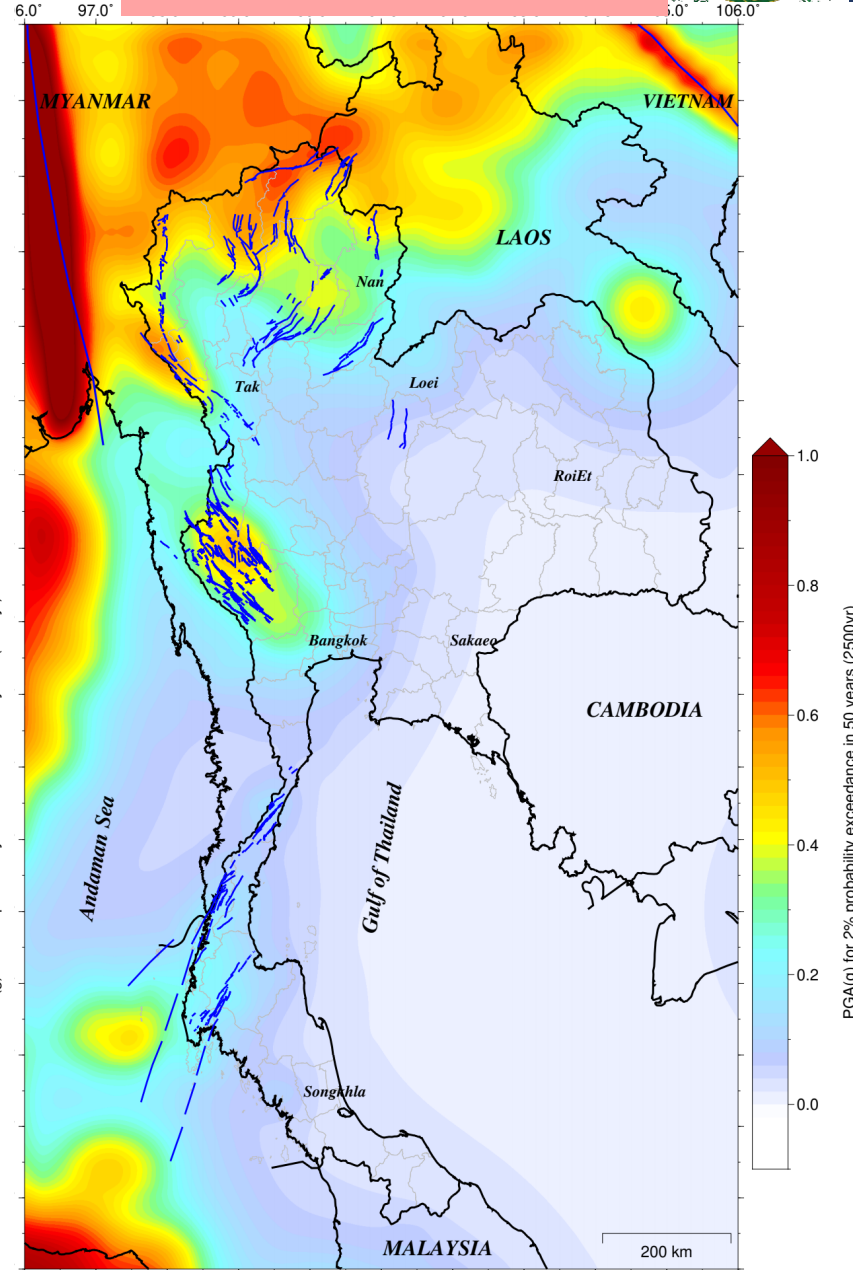 6.0˚ 97.0˚ 5.0˚ 106.0˚
MYANMAR
VIETNAM
LAOS
Nan
Tak
Loei
RoiEt
1.0
0.8
Bangkok
Sakaeo
CAMBODIA
0.6
Andaman Sea
Gulf of Thailand
0.4
0.2
PGA(g) for 2% probability exceedance in 50 years (2500yr)
0.0
Songkhla
MALAYSIA
200 km